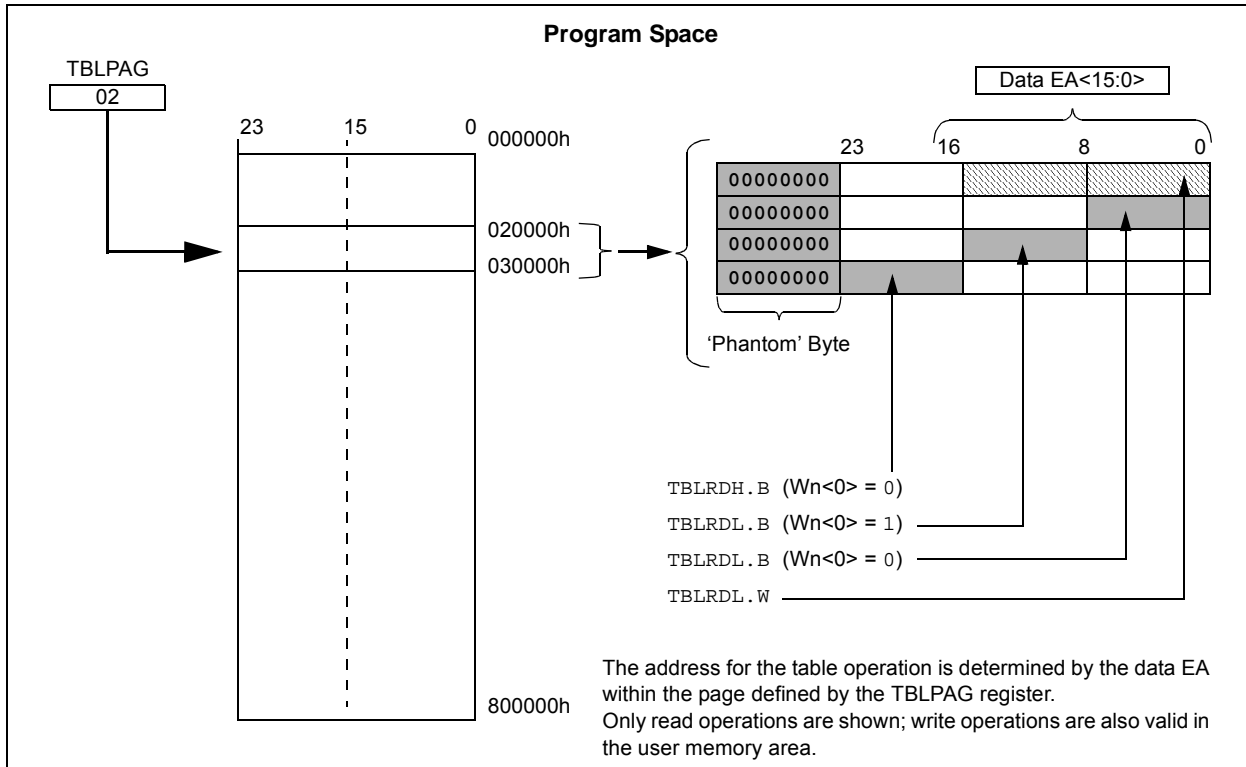 Program Space
TBLPAG
02
23 15 0
000000h
020000h
030000h
800000h
Data EA<15:0>
23 16 8 0
00000000
00000000
00000000
00000000
‘Phantom’ Byte
TBLRDH.B (Wn<0> = 0)
TBLRDL.B (Wn<0> = 1)
TBLRDL.B (Wn<0> = 0)
TBLRDL.W
The address for the table operation is determined by the data EA
within the page defined by the TBLPAG register.
Only read operations are shown; write operations are also valid in
the user memory area.